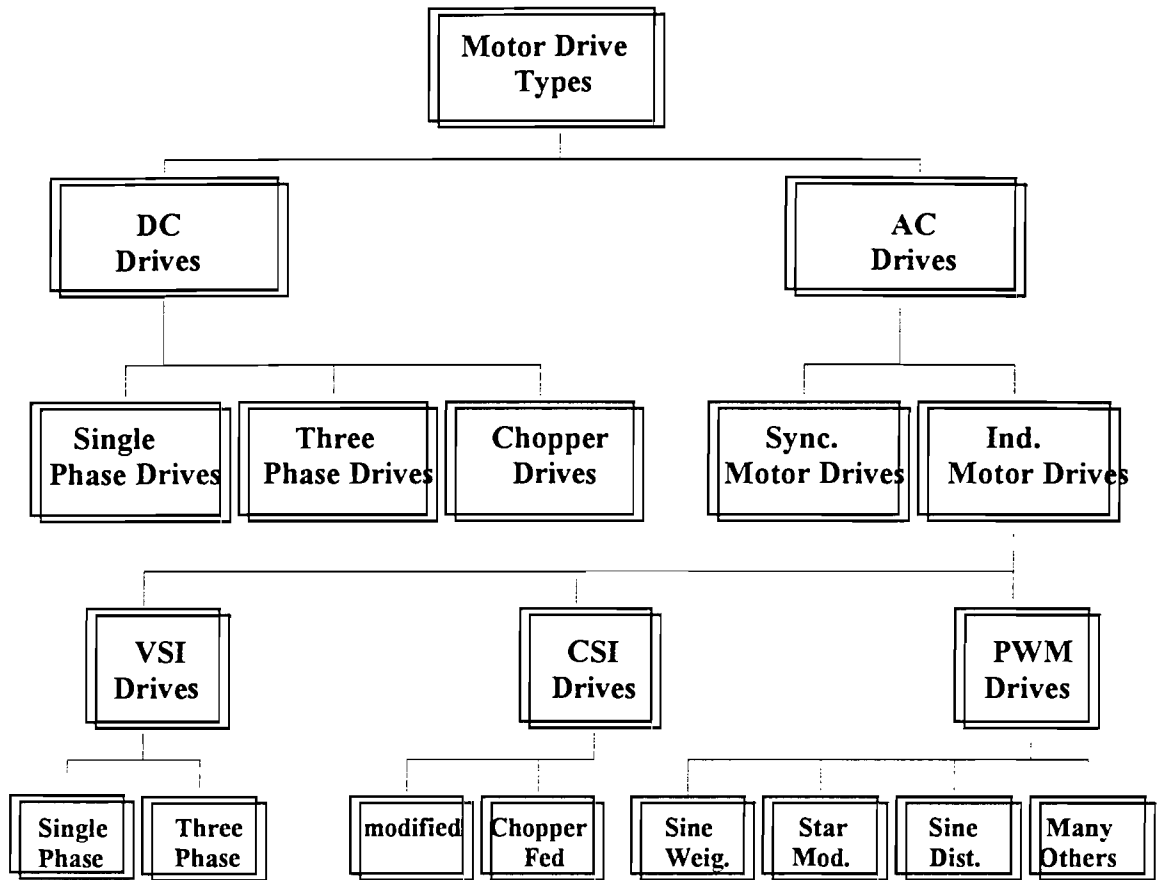 Motor Drive
Types
DC
Drives
AC
Drives
Single
Phase Drives
Three
Phase Drives
Chopper
Drives
Sync.
Motor Drives
Ind.
Motor Drives
VSI
Drives
CSI
Drives
PWM
Drives
Single
Phase
Three
Phase
modified
Chopper
Fed
Sine
Weig.
Star
Mod.
Sine
Dist.
Many
Others